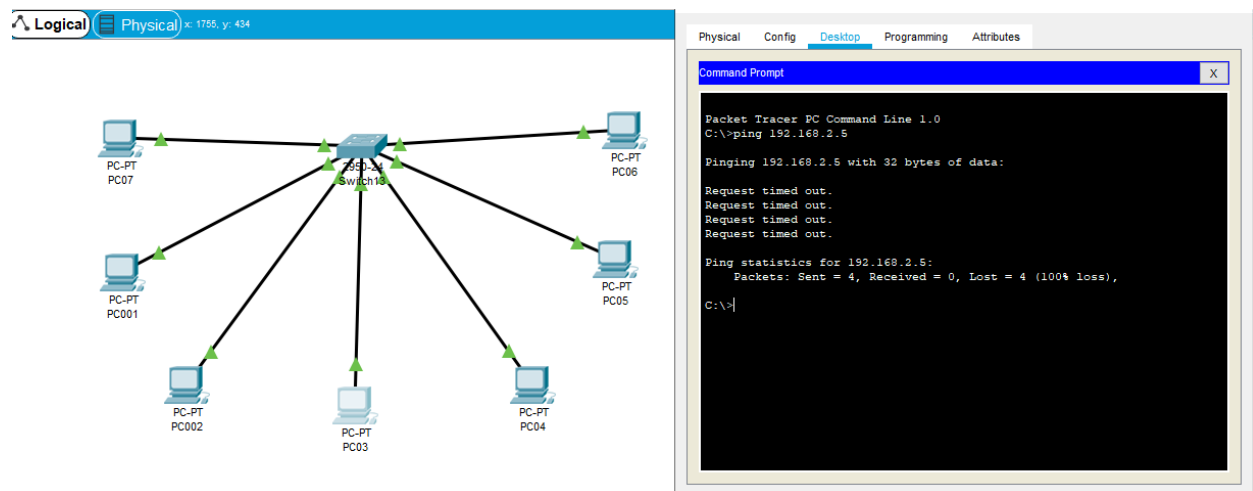 Logical Physical x: 1755, y: 434
PC-PT
PC07
2950-24
Switch13
PC-PT
PC06
PC-PT
PC001
PC-PT
PC05
PC-PT
PC002
PC-PT
PC03
PC-PT
PC04
Physical Config Desktop Programming Attributes
Command Prompt X
Packet Tracer PC Command Line 1.0
C:\>ping 192.168.2.5
Pinging 192.168.2.5 with 32 bytes of data:
Request timed out.
Request timed out.
Request timed out.
Request timed out.
Ping statistics for 192.168.2.5:
Packets: Sent = 4, Received = 0, Lost = 4 (100% loss),
C:\>